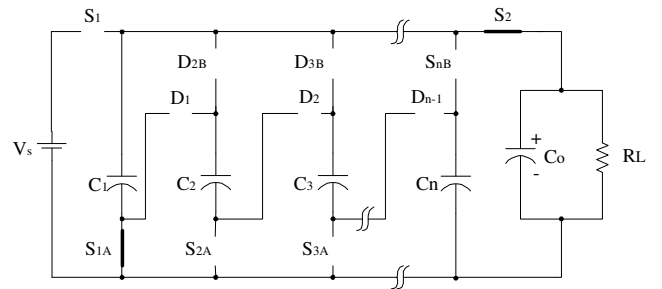 S1
S2
D2B
D3B
SnB
D1
D2
Dn-1
Vs
C1
C2
C3
Cn
+
Co
-
RL
S1A
S2A
S3A